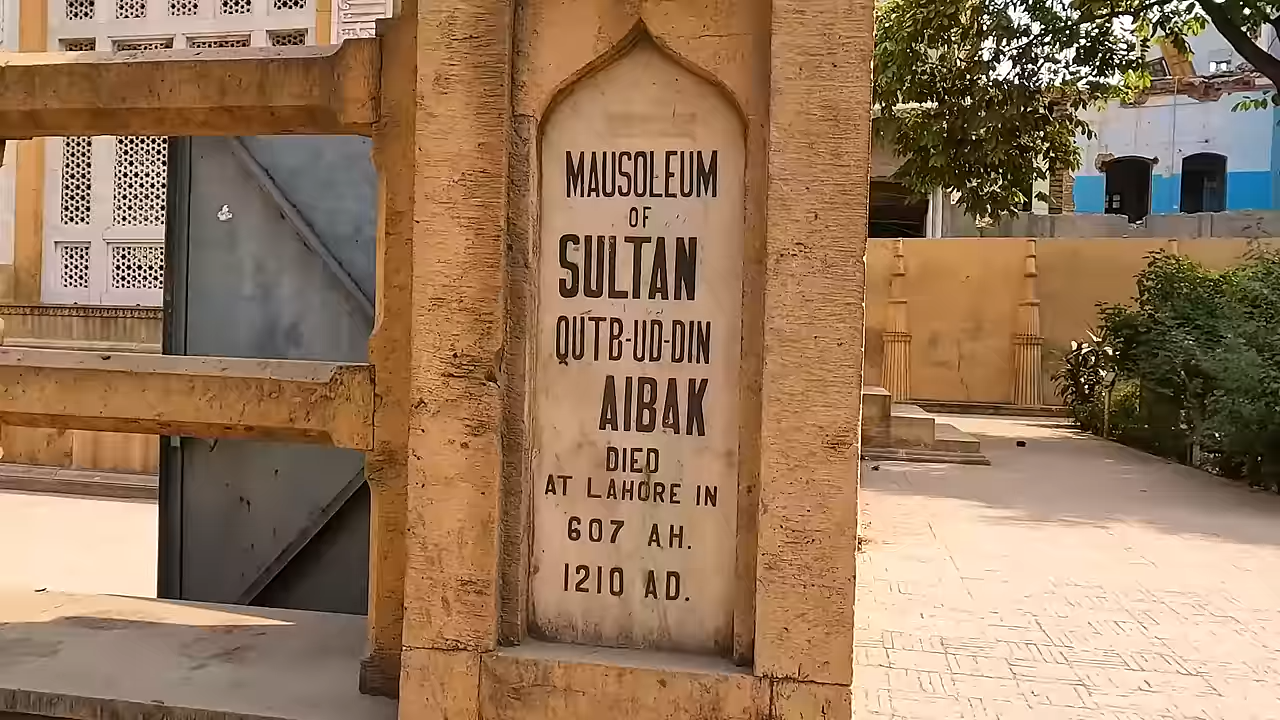 MAUSOLEUM
OF
SULTAN
QUTB-UD-DIN
AIBAK
DIED
AT LAHORE IN
607 AH.
1210 AD.